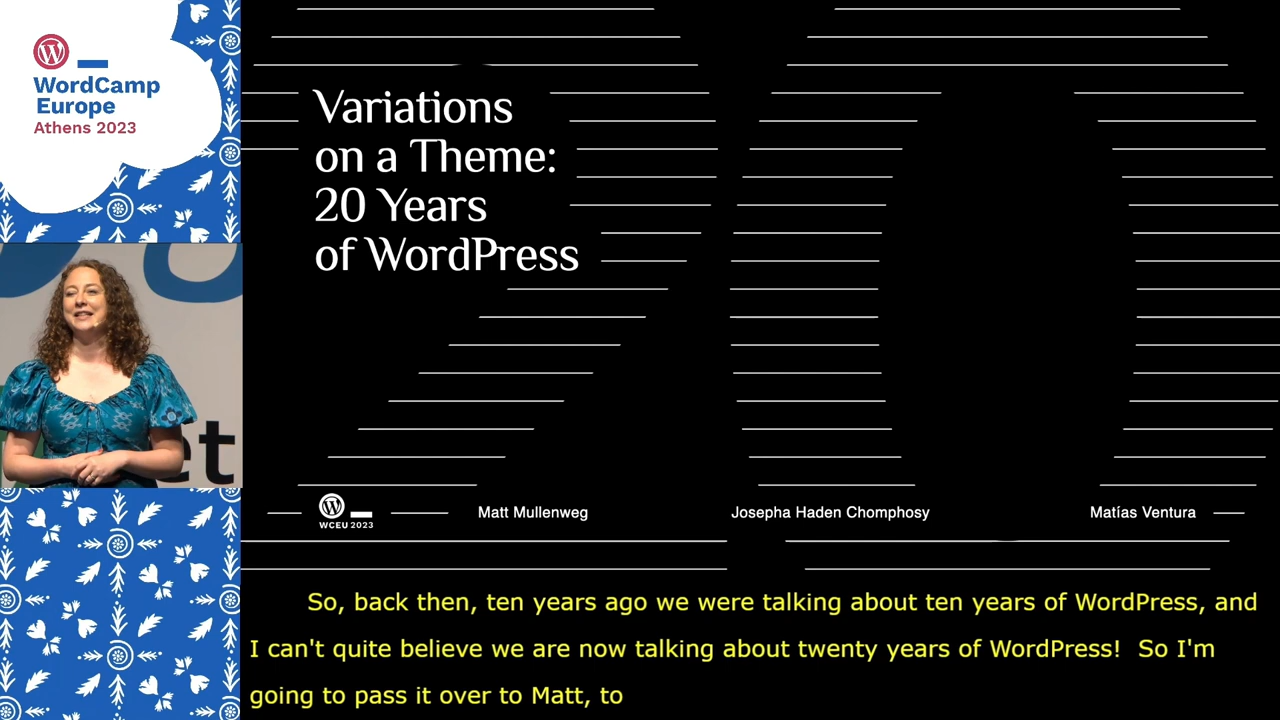 WordCamp
Europe
Athens 2023
Variations
on a Theme:
20 Years
of WordPress
et
WCEU 2023
Matt Mullenweg
Josepha Haden Chomphosy
Matías Ventura
So, back then, ten years ago we were talking about ten years of WordPress, and
I can't quite believe we are now talking about twenty years of WordPress!  So I'm
going to pass it over to Matt, to